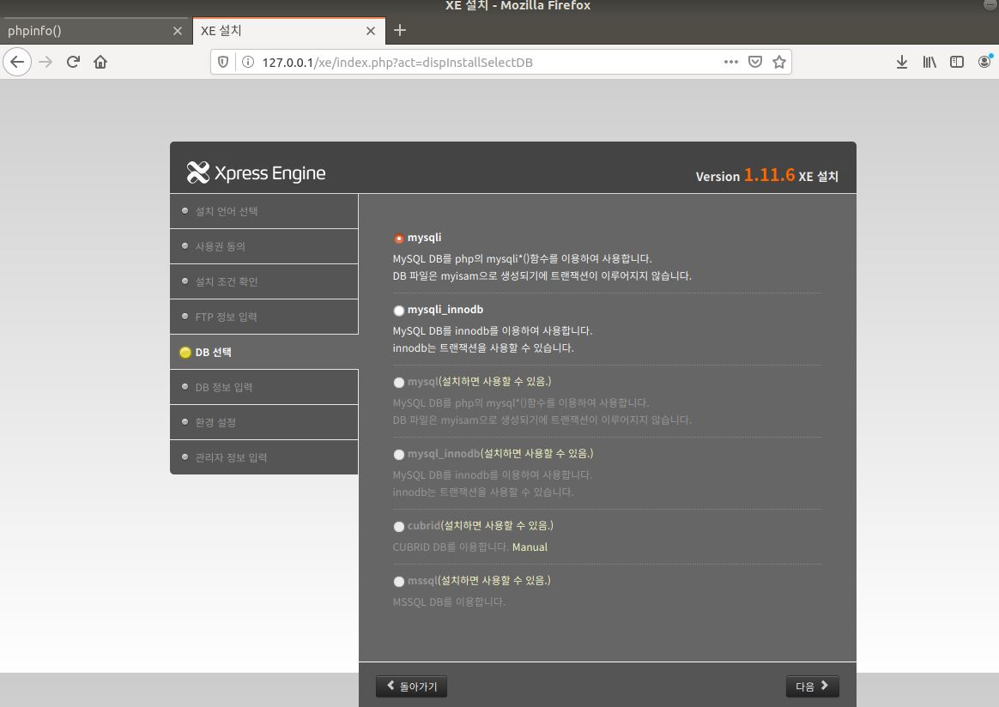 XE 설치 - Mozilla Firefox
phpinfo()
XE 설치
127.0.0.1/xe/index.php?act=dispInstallSelectDB
Xpress Engine
Version 1.11.6 XE 설치
설치 언어 선택
사용권 동의
설치 조건 확인
FTP 정보 입력
DB 선택
DB 정보 입력
환경 설정
관리자 정보 입력
mysqli
MySQL DB를 php의 mysqli*()함수를 이용하여 사용합니다.
DB 파일은 myisam으로 생성되기에 트랜잭션이 이루어지지 않습니다.
mysqli_innodb
MySQL DB를 innodb를 이용하여 사용합니다.
innodb는 트랜잭션을 사용할 수 있습니다.
mysql(설치하면 사용할 수 있음.)
MySQL DB를 php의 mysql*()함수를 이용하여 사용합니다.
DB 파일은 myisam으로 생성되기에 트랜잭션이 이루어지지 않습니다.
mysql_innodb(설치하면 사용할 수 있음.)
MySQL DB를 innodb를 이용하여 사용합니다.
innodb는 트랜잭션을 사용할 수 있습니다.
cubrid(설치하면 사용할 수 있음.)
CUBRID DB를 이용합니다. Manual
mssql(설치하면 사용할 수 있음.)
MSSQL DB를 이용합니다.
돌아가기
다음